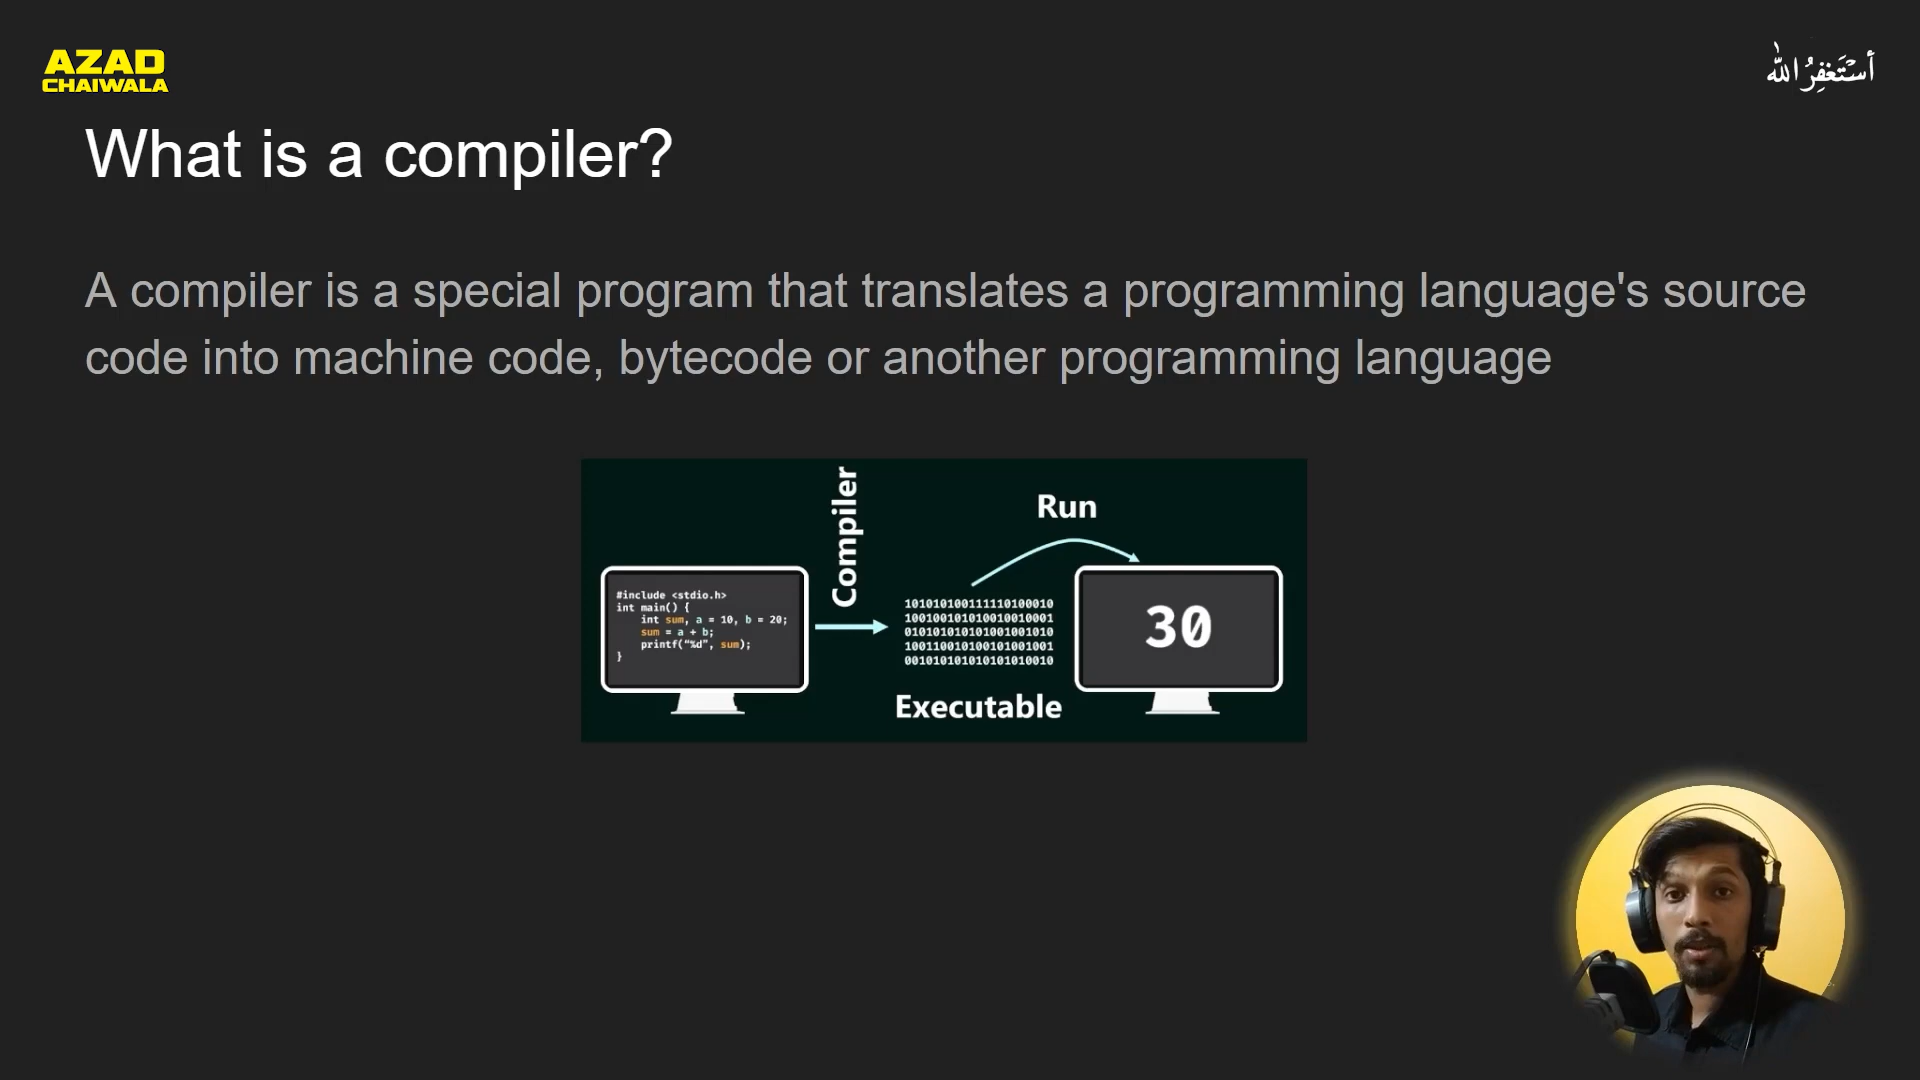 AZAD
CHAIWALA
أَسْتَغْفِرُ اللّٰه
What is a compiler?
A compiler is a special program that translates a programming language's source
code into machine code, bytecode or another programming language
Compiler
Run
#include <stdio.h>
int main() {
int sum, a = 10, b = 20;
sum = a + b;
printf("%d", sum);
}
101010100111110100010
100100101010010010001
010101010101001001010
100110010100101001001
001010101010101010010
Executable
30